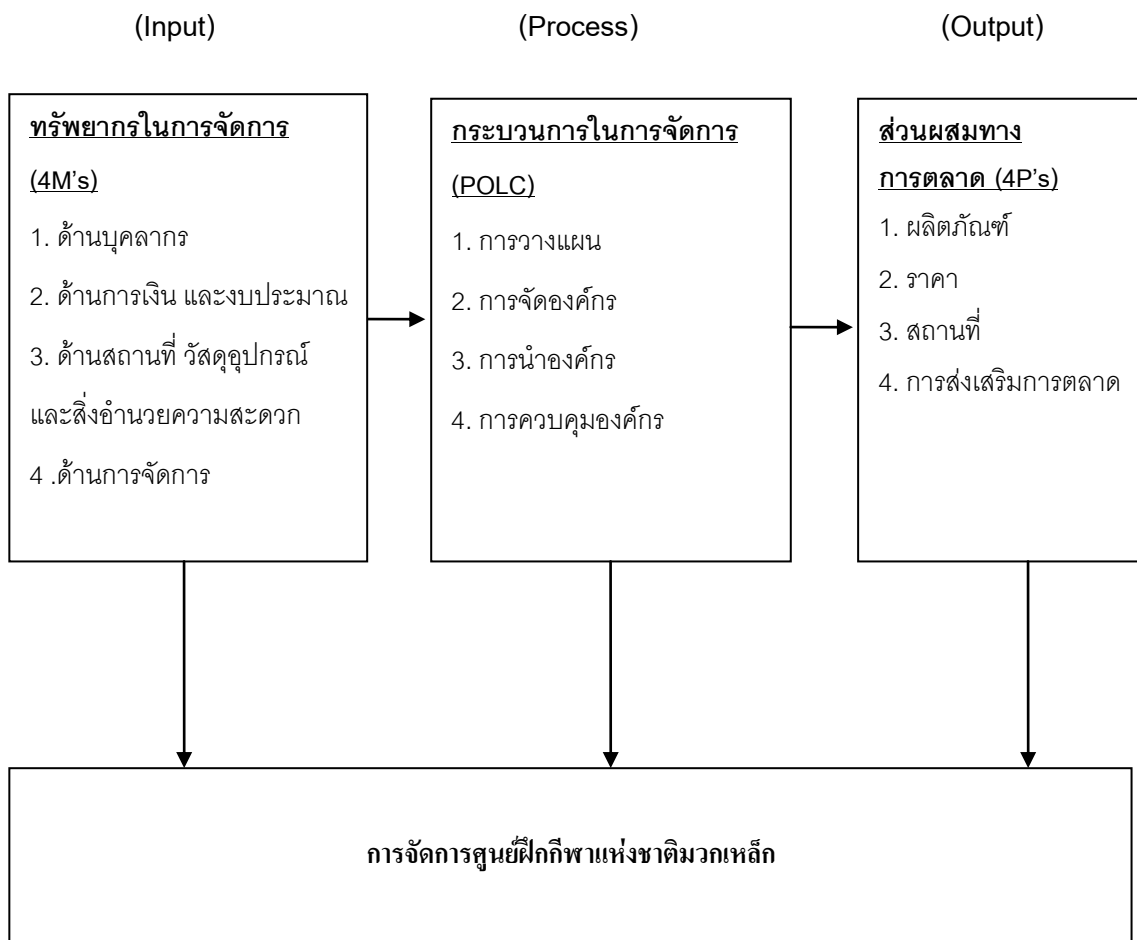 (Input) (Process) (Output)
ทรัพยากรในการจัดการ
(4M's)
1. ด้านบุคลากร
2. ด้านการเงิน และงบประมาณ
3. ด้านสถานที่ วัสดุอุปกรณ์
และสิ่งอำนวยความสะดวก
4 .ด้านการจัดการ
กระบวนการในการจัดการ
(POLC)
1. การวางแผน
2. การจัดองค์กร
3. การนำองค์กร
4. การควบคุมองค์กร
ส่วนผสมทาง
การตลาด (4P's)
1. ผลิตภัณฑ์
2. ราคา
3. สถานที่
4. การส่งเสริมการตลาด
การจัดการศูนย์ฝึกกีฬาแห่งชาติมวกเหล็ก